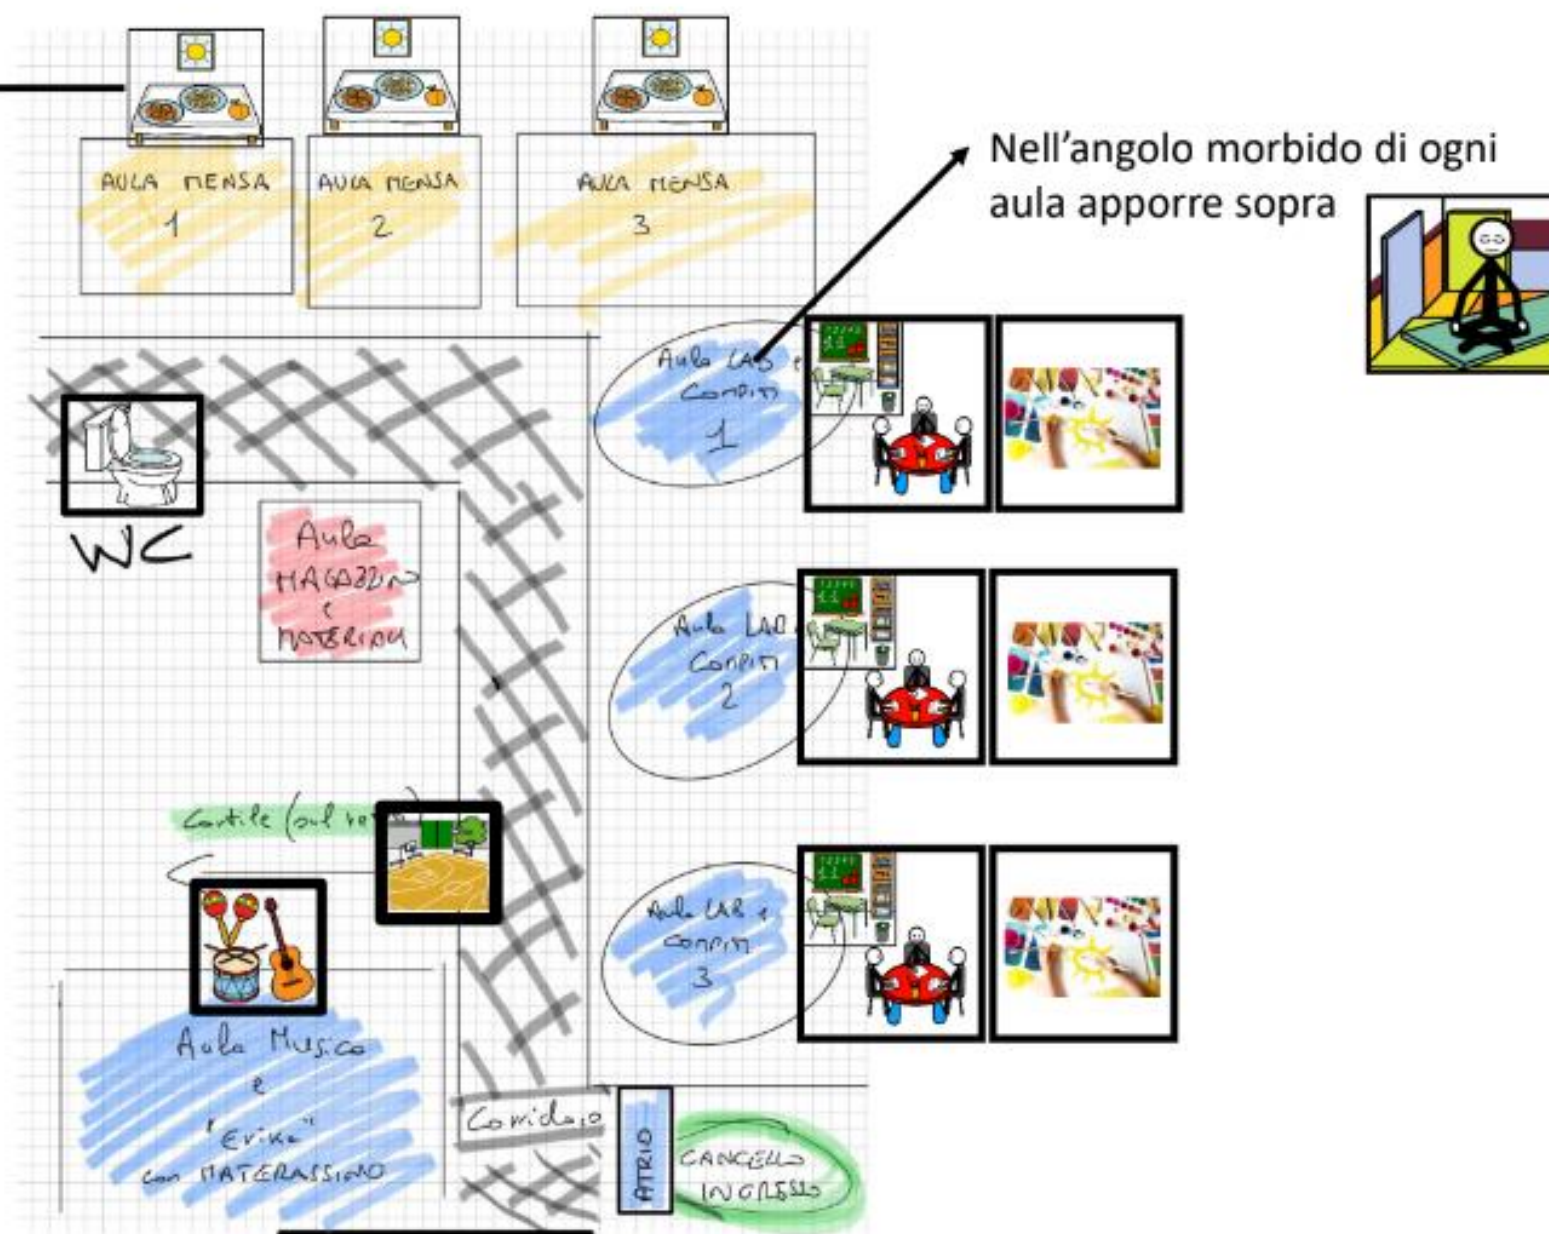 Nell'angolo morbido di ogni
aula apporre sopra
AULA MENSA
1
AULA MENSA
2
AULA MENSA
3
Aula LAB e
COMPITI
1
WC
Aula
MAGAZZINO
e
MATERIALI
Aula LAB
COMPITI
2
Cortile (sul
Aula LAB e
COMPITI
3
Aula Musica
e
"Erika"
con MATERASSINO
Corridoio
ATRIO
CANCELLO
INGRESSO